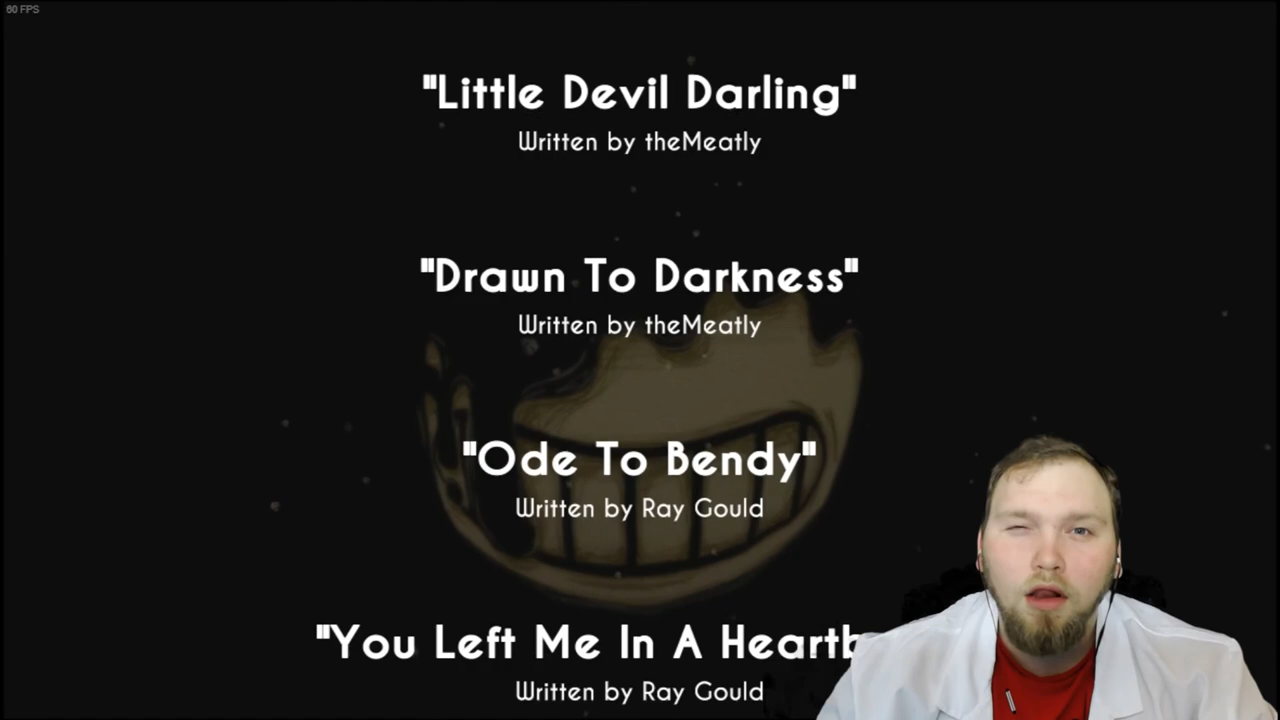 60 FPS
"Little Devil Darling"
Written by theMeatly
"Drawn To Darkness"
Written by theMeatly
"Ode To Bendy"
Written by Ray Gould
"You Left Me In A
Written by Ray Gould